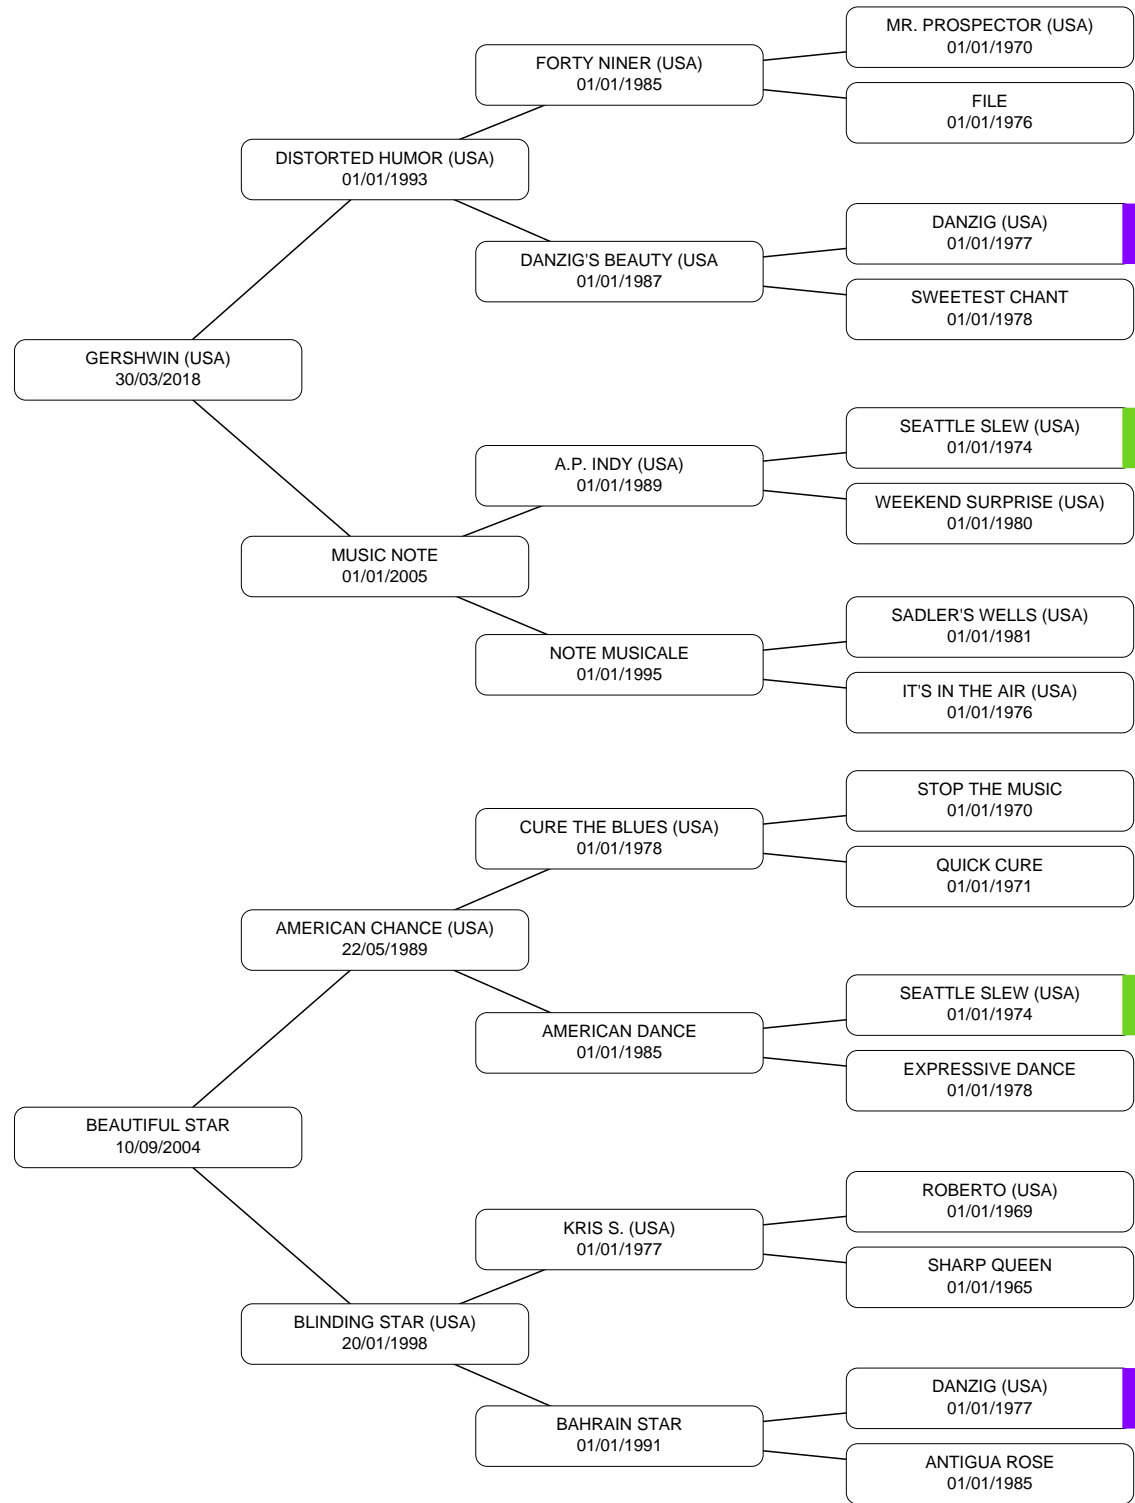 MR. PROSPECTOR (USA)
01/01/1970
FORTY NINER (USA)
01/01/1985
FILE
01/01/1976
DISTORTED HUMOR (USA)
01/01/1993
DANZIG (USA)
01/01/1977
DANZIG'S BEAUTY (USA
01/01/1987
SWEETEST CHANT
01/01/1978
GERSHWIN (USA)
30/03/2018
SEATTLE SLEW (USA)
01/01/1974
A.P. INDY (USA)
01/01/1989
WEEKEND SURPRISE (USA)
01/01/1980
MUSIC NOTE
01/01/2005
SADLER'S WELLS (USA)
01/01/1981
NOTE MUSICALE
01/01/1995
IT'S IN THE AIR (USA)
01/01/1976
STOP THE MUSIC
01/01/1970
CURE THE BLUES (USA)
01/01/1978
QUICK CURE
01/01/1971
AMERICAN CHANCE (USA)
22/05/1989
SEATTLE SLEW (USA)
01/01/1974
AMERICAN DANCE
01/01/1985
EXPRESSIVE DANCE
01/01/1978
BEAUTIFUL STAR
10/09/2004
ROBERTO (USA)
01/01/1969
KRIS S. (USA)
01/01/1977
SHARP QUEEN
01/01/1965
BLINDING STAR (USA)
20/01/1998
DANZIG (USA)
01/01/1977
BAHRAIN STAR
01/01/1991
ANTIGUA ROSE
01/01/1985